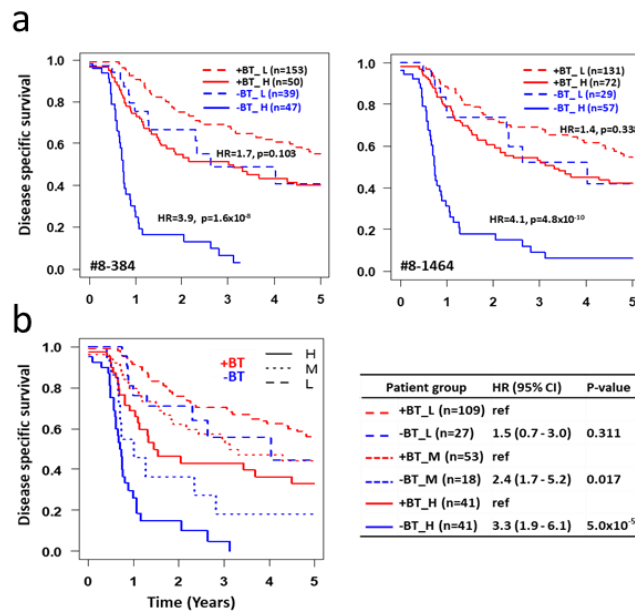 a
Disease specific survival
1.0
0.8
0.6
0.4
0.2
0.0
+BT_ L (n=153)
+BT_H (n=50)
-BT_L (n=39)
-BT_H (n=47)
HR=1.7, p=0.103
HR=3.9, p=1.6x10⁻⁸
#8-384
0 1 2 3 4 5
1.0
0.8
0.6
0.4
0.2
0.0
+BT_ L (n=131)
+BT_H (n=72)
-BT_L (n=29)
-BT_H (n=57)
HR=1.4, p=0.338
HR=4.1, p=4.8x10⁻¹⁰
#8-1464
0 1 2 3 4 5
b
Disease specific survival
1.0
0.8
0.6
0.4
0.2
0.0
+BT
-BT
H
M
L
0 1 2 3 4 5
Time (Years)
Patient group HR (95% CI) P-value
+BT_L (n=109) ref
-BT_L (n=27) 1.5 (0.7 - 3.0) 0.311
+BT_M (n=53) ref
-BT_M (n=18) 2.4 (1.7 - 5.2) 0.017
+BT_H (n=41) ref
-BT_H (n=41) 3.3 (1.9 - 6.1) 5.0x10⁻⁵